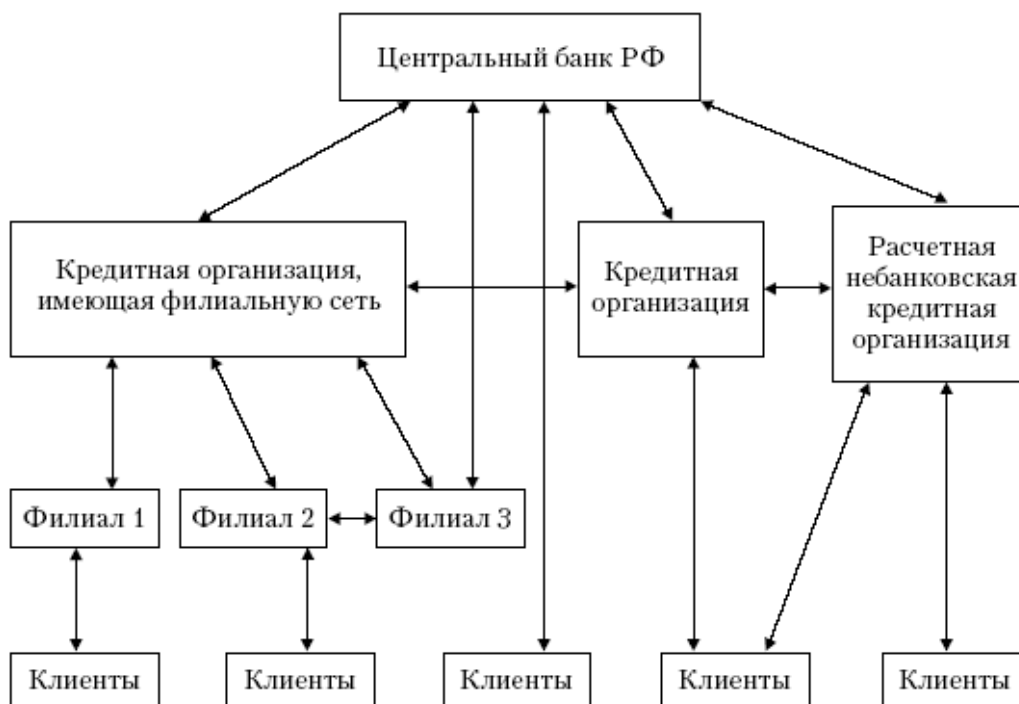 Центральный банк РФ
Кредитная организация,
имеющая филиальную сеть
Кредитная
организация
Расчетная
небанковская
кредитная
организация
Филиал 1
Филиал 2
Филиал 3
Клиенты
Клиенты
Клиенты
Клиенты
Клиенты